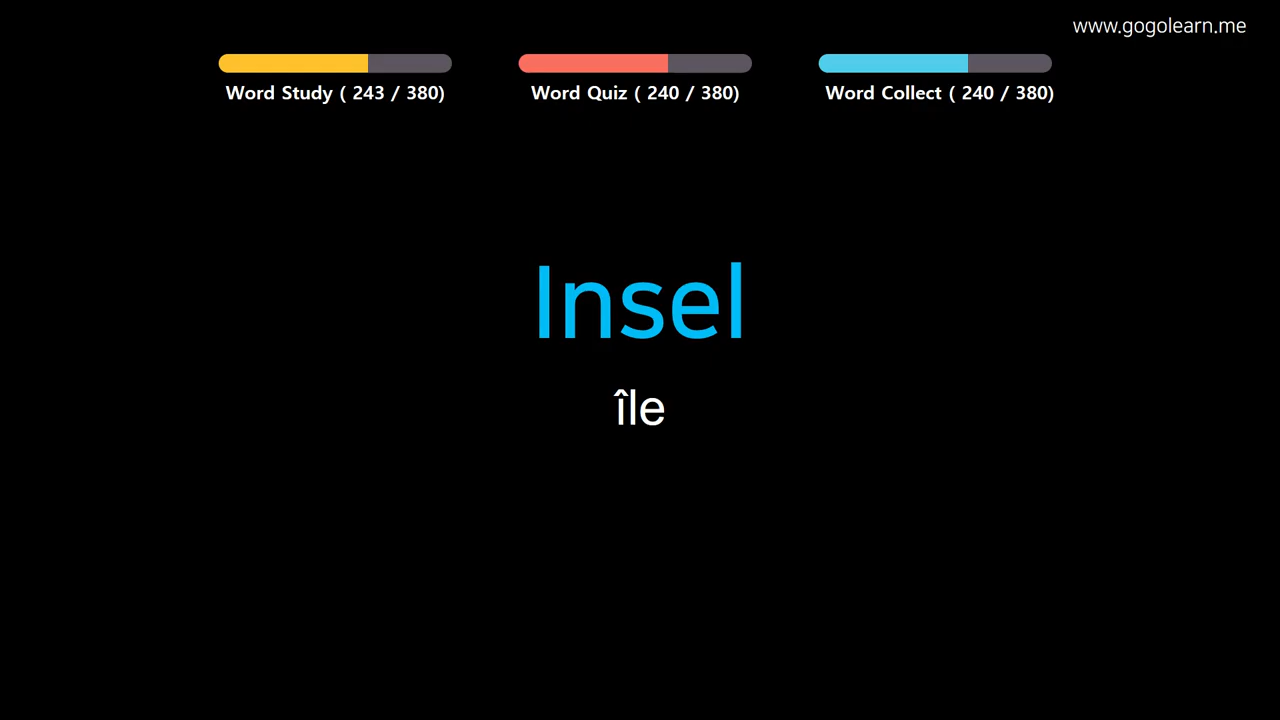 www.gogolearn.me
Word Study ( 243 / 380)
Word Quiz ( 240 / 380)
Word Collect ( 240 / 380)
Insel
île